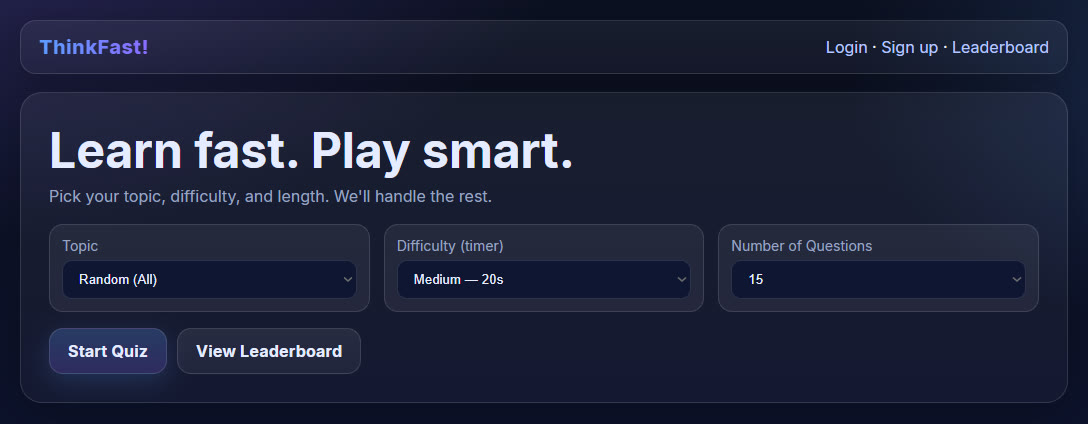 ThinkFast!
Login · Sign up · Leaderboard
Learn fast. Play smart.
Pick your topic, difficulty, and length. We'll handle the rest.
Topic
Random (All)
Difficulty (timer)
Medium — 20s
Number of Questions
15
Start Quiz
View Leaderboard